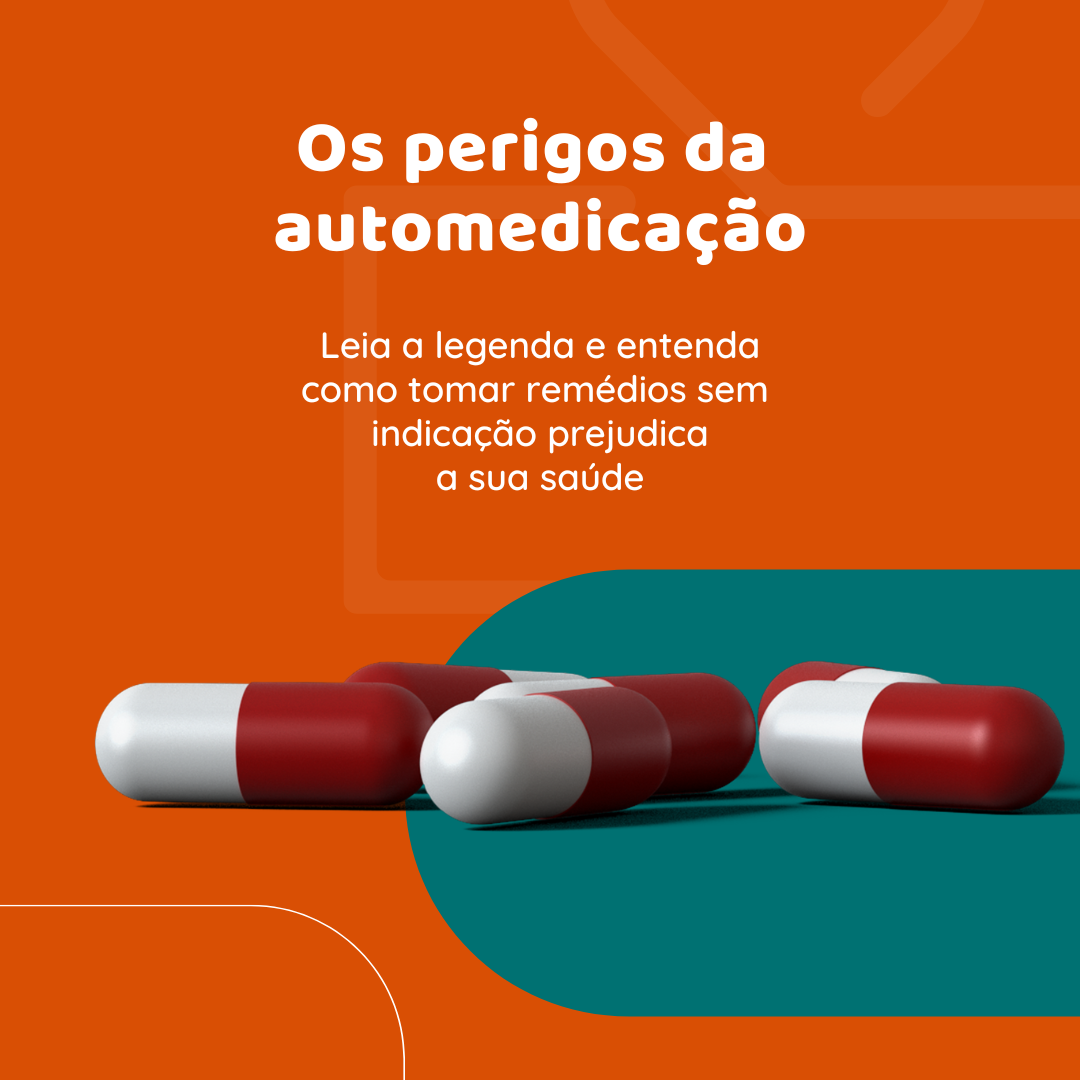 Os perigos da
automedicação
Leia a legenda e entenda
como tomar remédios sem
indicação prejudica
a sua saúde